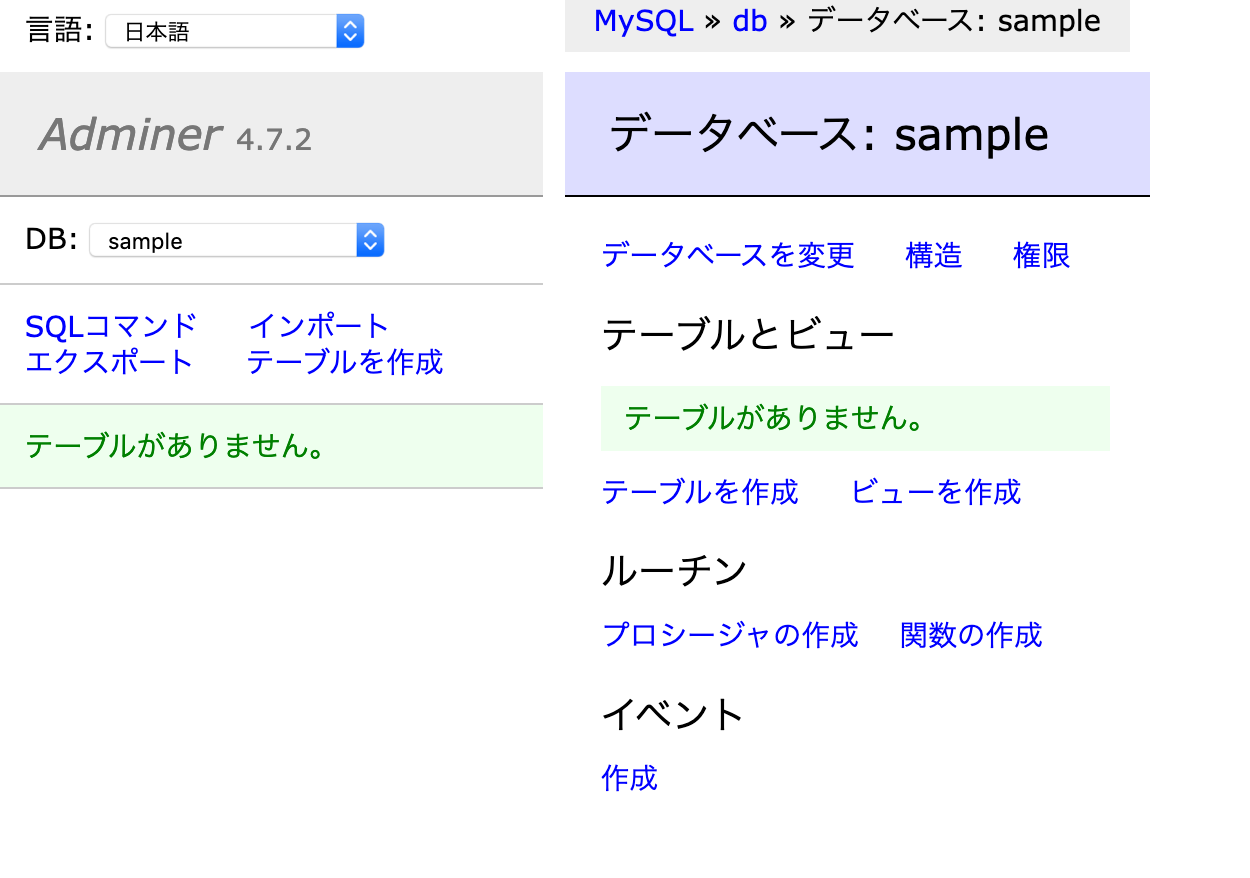 言語: 日本語
Adminer 4.7.2
DB: sample
SQLコマンド インポート
エクスポート テーブルを作成
テーブルがありません。
MySQL » db » データベース: sample
データベース: sample
データベースを変更 構造 権限
テーブルとビュー
テーブルがありません。
テーブルを作成 ビューを作成
ルーチン
プロシージャの作成 関数の作成
イベント
作成